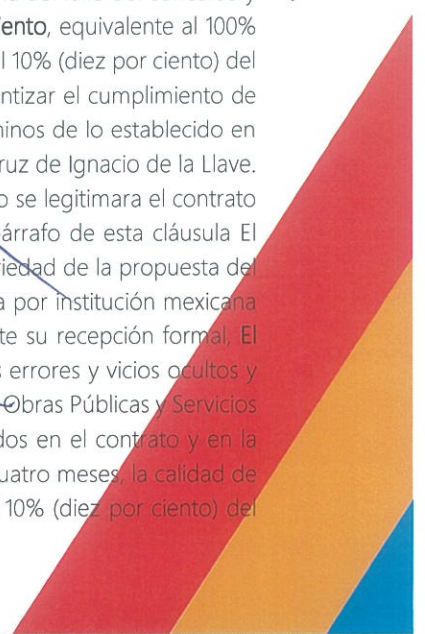 ento, equivalente al 100%
l 10% (diez por ciento) del
ntizar el cumplimiento de
ninos de lo establecido en
ruz de Ignacio de la Llave.
o se legitimara el contrato
árrafo de esta cláusula El
iedad de la propuesta del
a por institución mexicana
te su recepción formal, El
s errores y vicios ocultos y
Obras Públicas y Servicios
dos en el contrato y en la
uatro meses, la calidad de
10% (diez por ciento) del